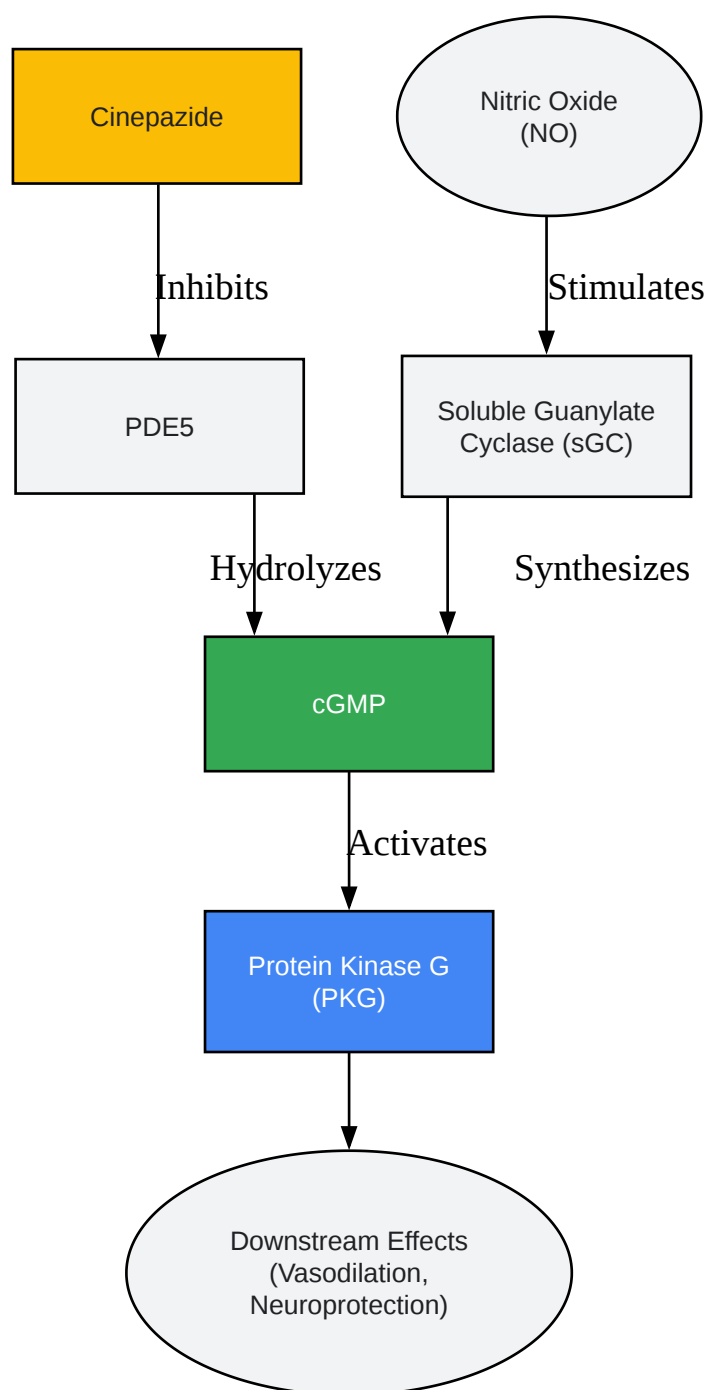 Cinepazide
Nitric Oxide
(NO)
Inhibits
Stimulates
PDE5
Soluble Guanylate
Cyclase (sGC)
Hydrolyzes
Synthesizes
cGMP
Activates
Protein Kinase G
(PKG)
Downstream Effects
(Vasodilation,
Neuroprotection)